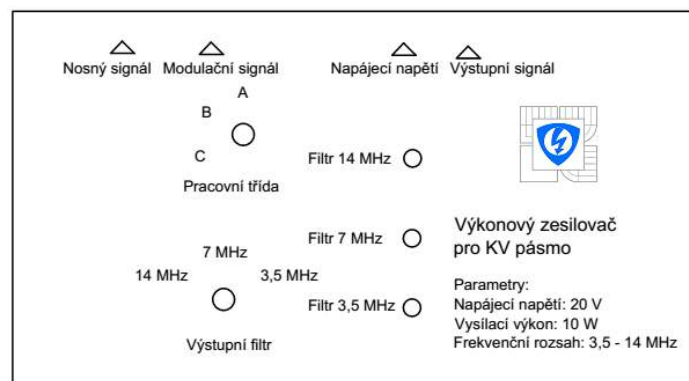 Nosný signál
Modulační signál
Napájecí napětí
Výstupní signál
A
B
C
Pracovní třída
Filtr 14 MHz
Filtr 7 MHz
Filtr 3,5 MHz
7 MHz
14 MHz
3,5 MHz
Výstupní filtr
Výkonový zesilovač
pro KV pásmo
Parametry:
Napájecí napětí: 20 V
Vysílací výkon: 10 W
Frekvenční rozsah: 3,5 - 14 MHz